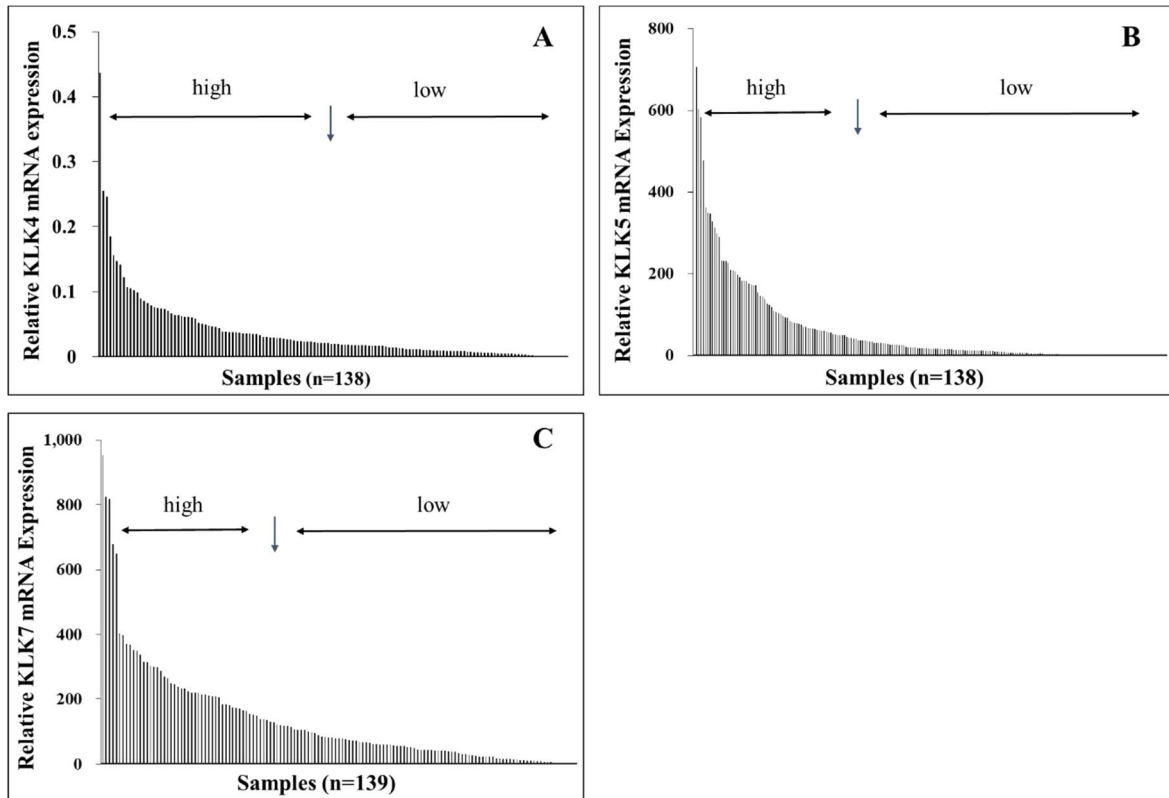 A
Relative KLK4 mRNA expression
0.5
0.4
0.3
0.2
0.1
0
high
low
Samples (n=138)
B
Relative KLK5 mRNA Expression
800
600
400
200
0
high
low
Samples (n=138)
C
Relative KLK7 mRNA Expression
1,000
800
600
400
200
0
high
low
Samples (n=139)